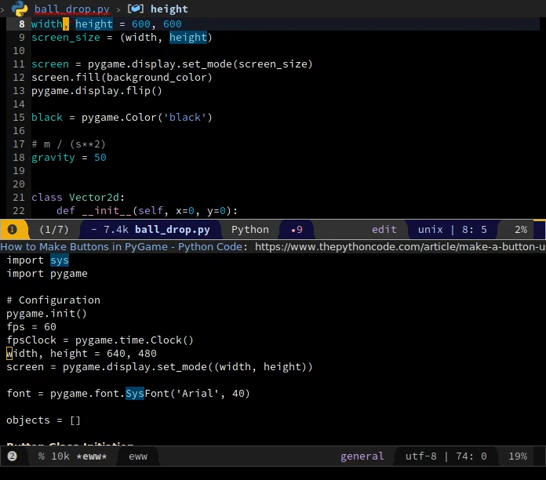 ball_drop.py › height
8 width, height = 600, 600
9 screen_size = (width, height)
10
11 screen = pygame.display.set_mode(screen_size)
12 screen.fill(background_color)
13 pygame.display.flip()
14
15 black = pygame.Color('black')
16
17 # m / (s**2)
18 gravity = 50
19
20
21 class Vector2d:
22     def __init__(self, x=0, y=0):
1 (1/7) - 7.4k ball_drop.py Python •9 edit unix | 8: 5 2%
How to Make Buttons in PyGame - Python Code: https://www.thepythoncode.com/article/make-a-button-u
import sys
import pygame

# Configuration
pygame.init()
fps = 60
fpsClock = pygame.time.Clock()
width, height = 640, 480
screen = pygame.display.set_mode((width, height))

font = pygame.font.SysFont('Arial', 40)

objects = []
Button Class Initiation
2 % 10k *eww* eww general utf-8 | 74: 0 19%